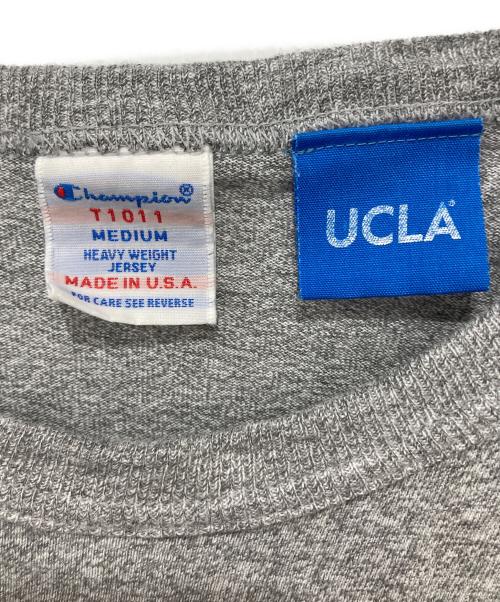 Champion®
T1011
MEDIUM
HEAVY WEIGHT
JERSEY
MADE IN U.S.A.
FOR CARE SEE REVERSE
UCLA